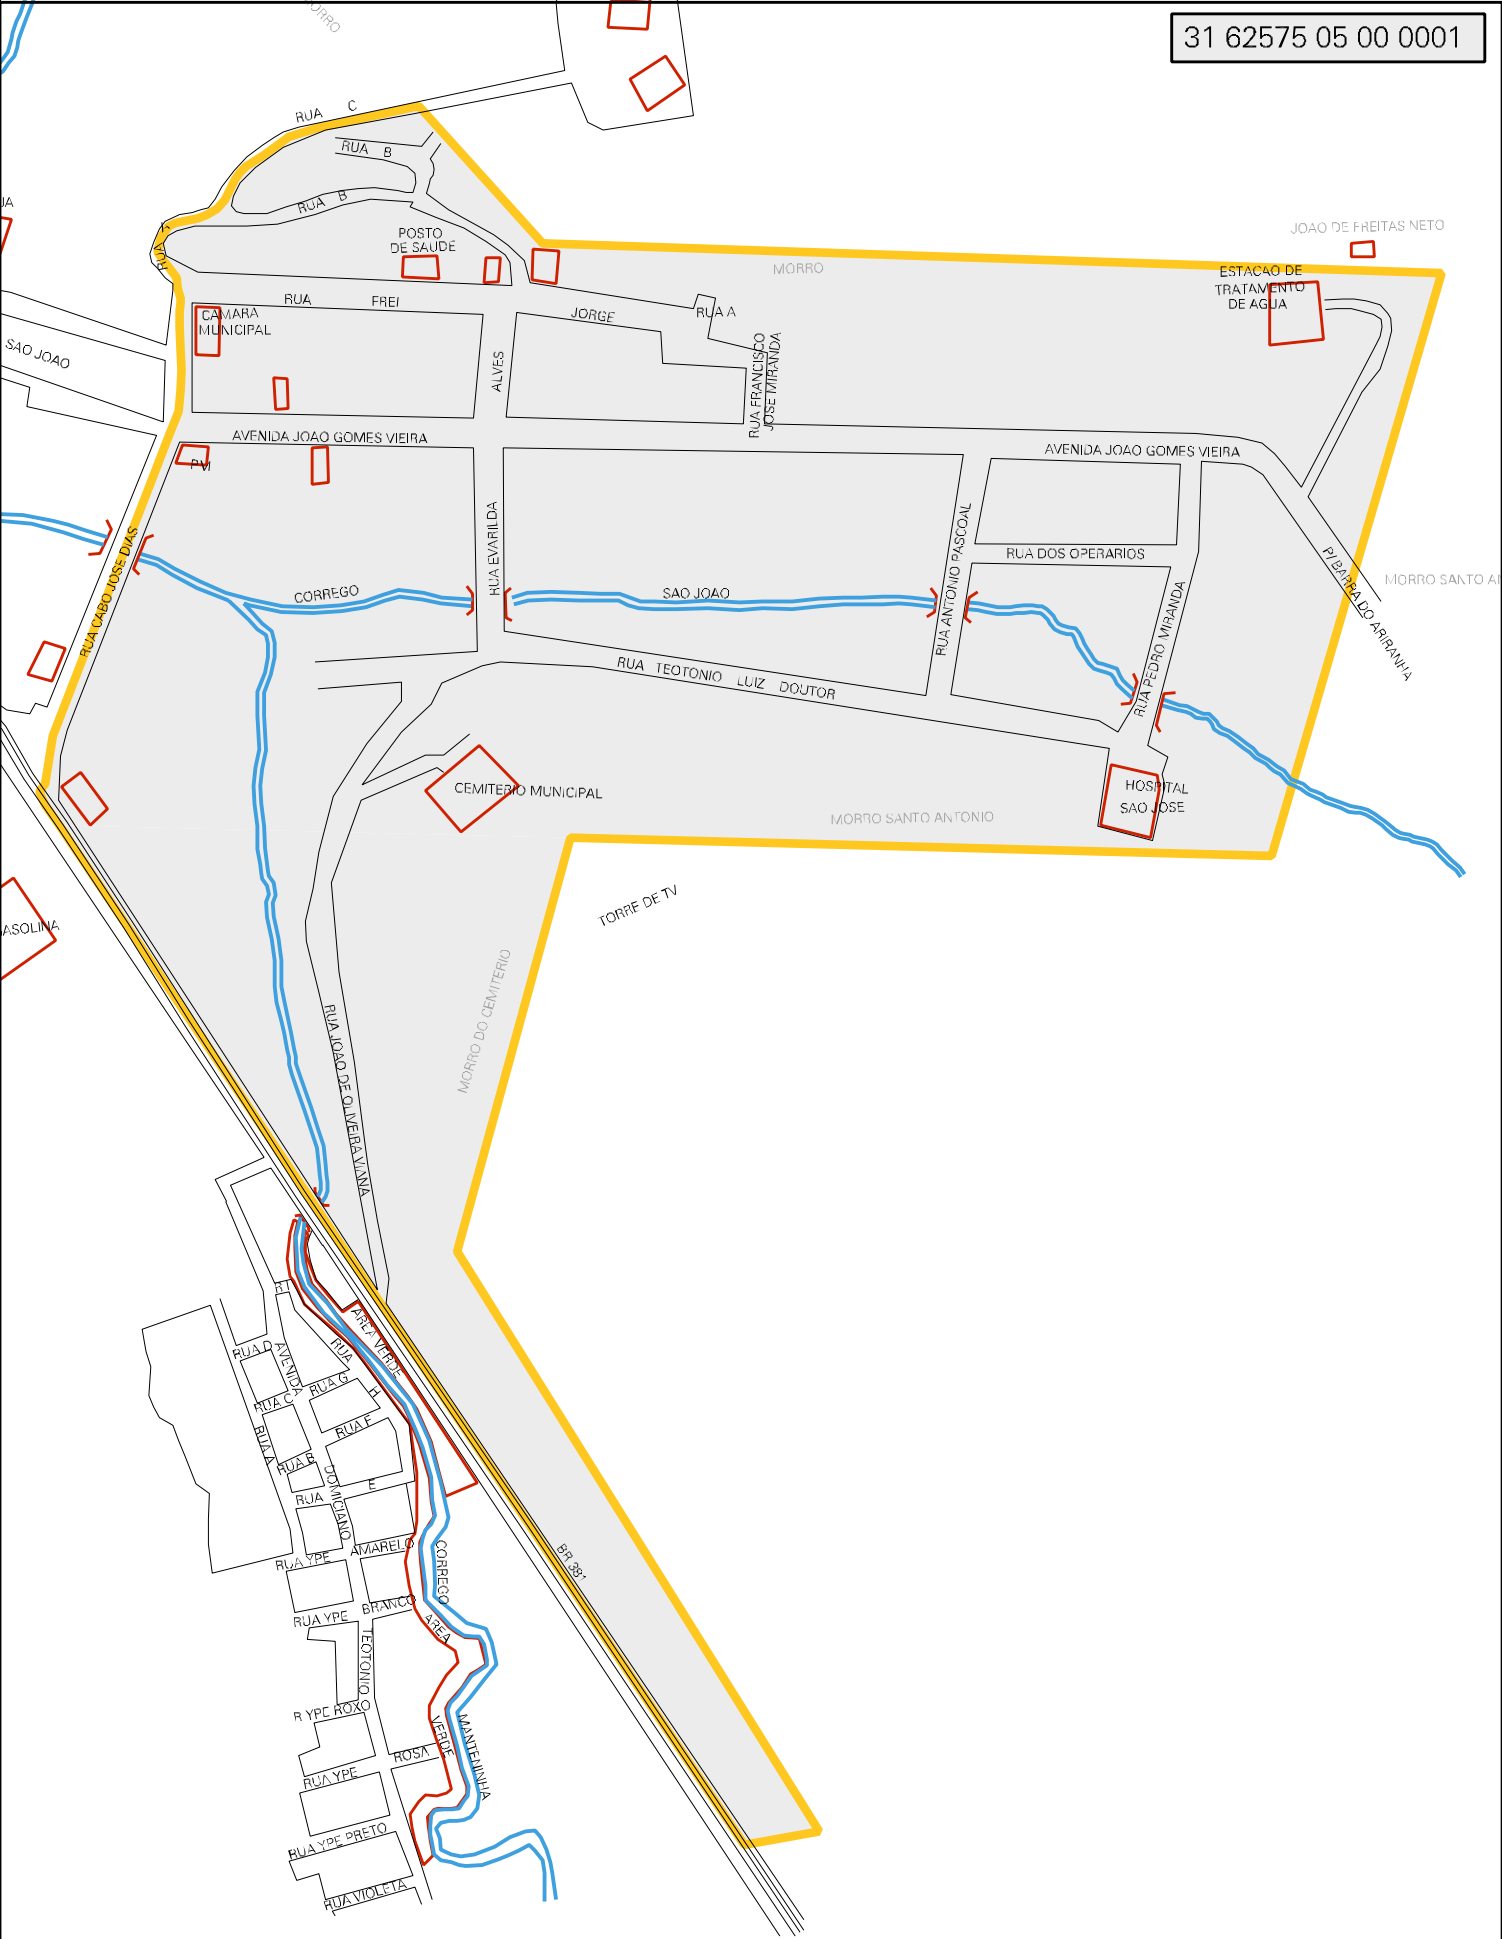 MORRO
31 62575 05 00 0001
RUA C
RUA B
RUA B
POSTO
DE SAUDE
JOAO DE FREITAS NETO
MORRO
ESTACAO DE
TRATAMENTO
DE AGUA
RUA FREI JORGE
RUA A
CAMARA
MUNICIPAL
SAO JOAO
ALVES
RUA FRANCISCO
JOSE MIRANDA
AVENIDA JOAO GOMES VIEIRA
AVENIDA JOAO GOMES VIEIRA
PM
RUA EVARILDA
RUA ANTONIO PASCOAL
RUA DOS OPERARIOS
P/ BARRA DO ARIRANHA
MORRO SANTO AN
RUA CABO JOSE DIAS
CORREGO SAO JOAO
RUA PEDRO MIRANDA
RUA TEOTONIO LUIZ DOUTOR
CEMITERIO MUNICIPAL
HOSPITAL
SAO JOSE
MORRO SANTO ANTONIO
TORRE DE TV
ASOLINA
MORRO DO CEMITERIO
RUA JOAO DE OLIVEIRA VIANA
AREA VERDE
RUA H
RUA D
AVENIDA
RUA G
RUA C
RUA F
RUA A
RUA B
DOMICIANO
RUA E
BR 381
RUA YPE AMARELO
CORREGO
RUA YPE BRANCO
AREA
TEOTONIO
R YPE ROXO
VERDE
MANTENINHA
RUA YPE ROSA
RUA YPE PRETO
RUA VIOLETA